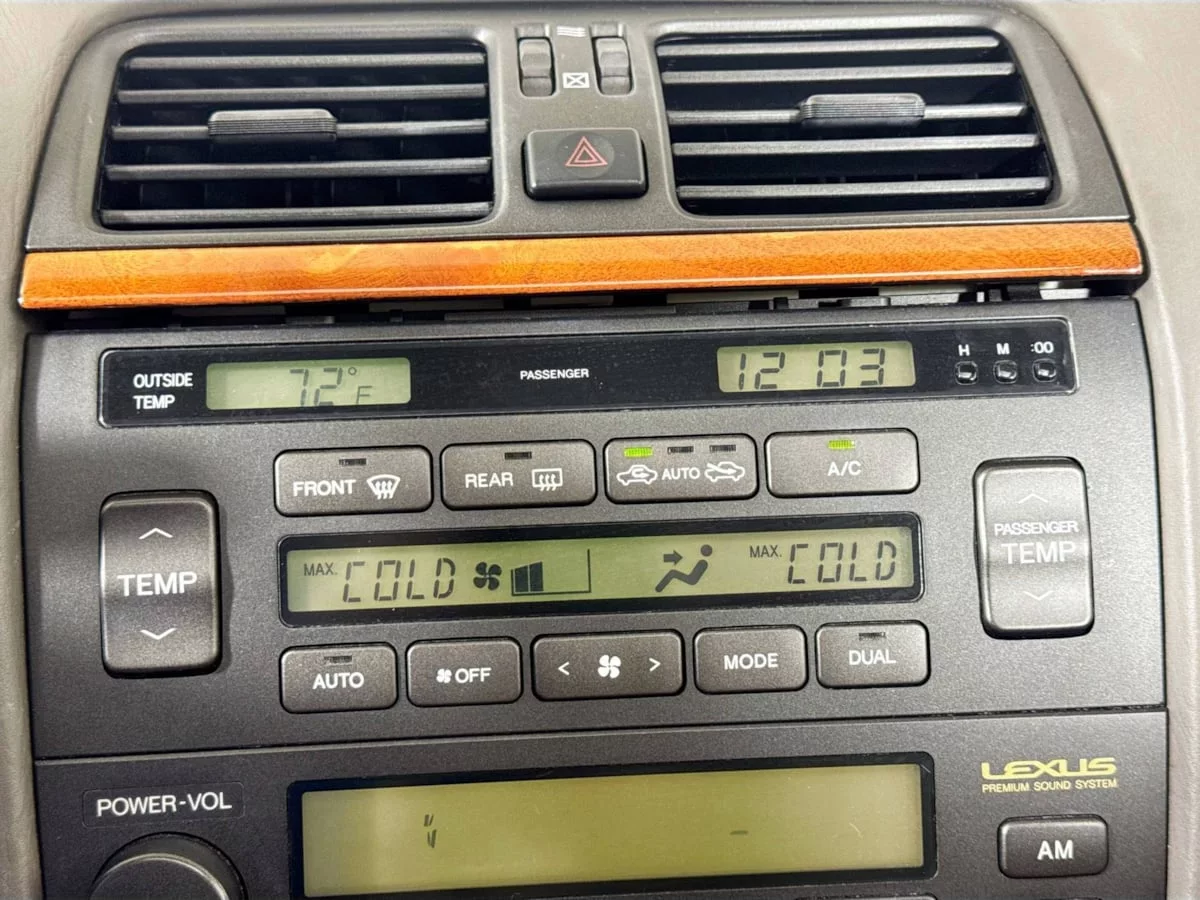 OUTSIDE TEMP
72°F
PASSENGER
12 03
H M :00
FRONT
REAR
AUTO
A/C
TEMP
MAX. COLD
MAX. COLD
PASSENGER
TEMP
AUTO
OFF
< >
MODE
DUAL
POWER-VOL
LEXUS
PREMIUM SOUND SYSTEM
AM